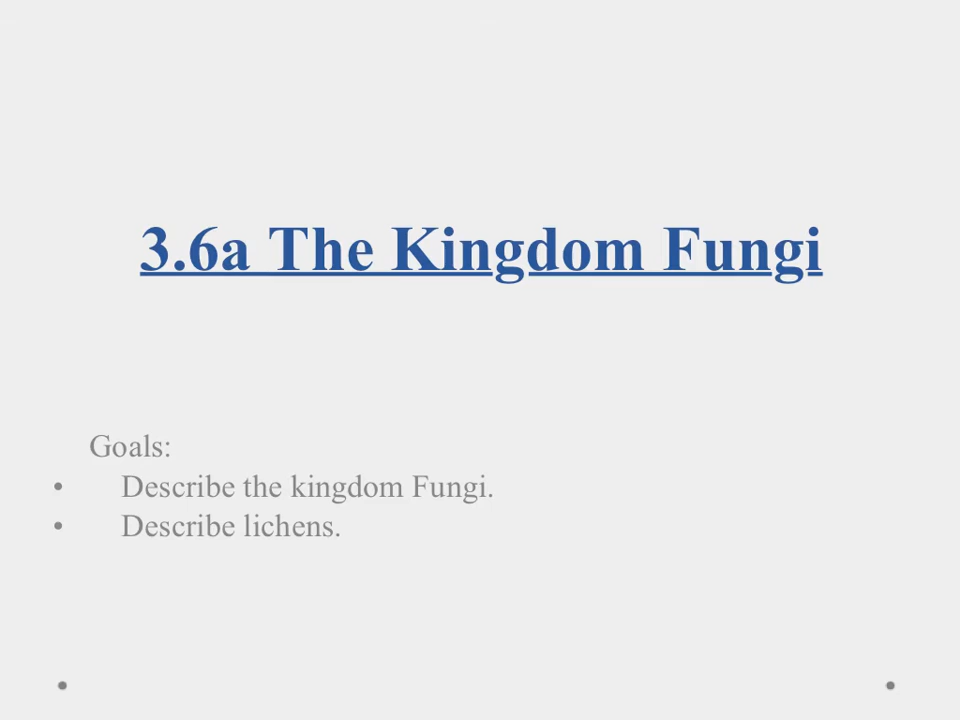 3.6a The Kingdom Fungi
Goals:
• Describe the kingdom Fungi.
• Describe lichens.